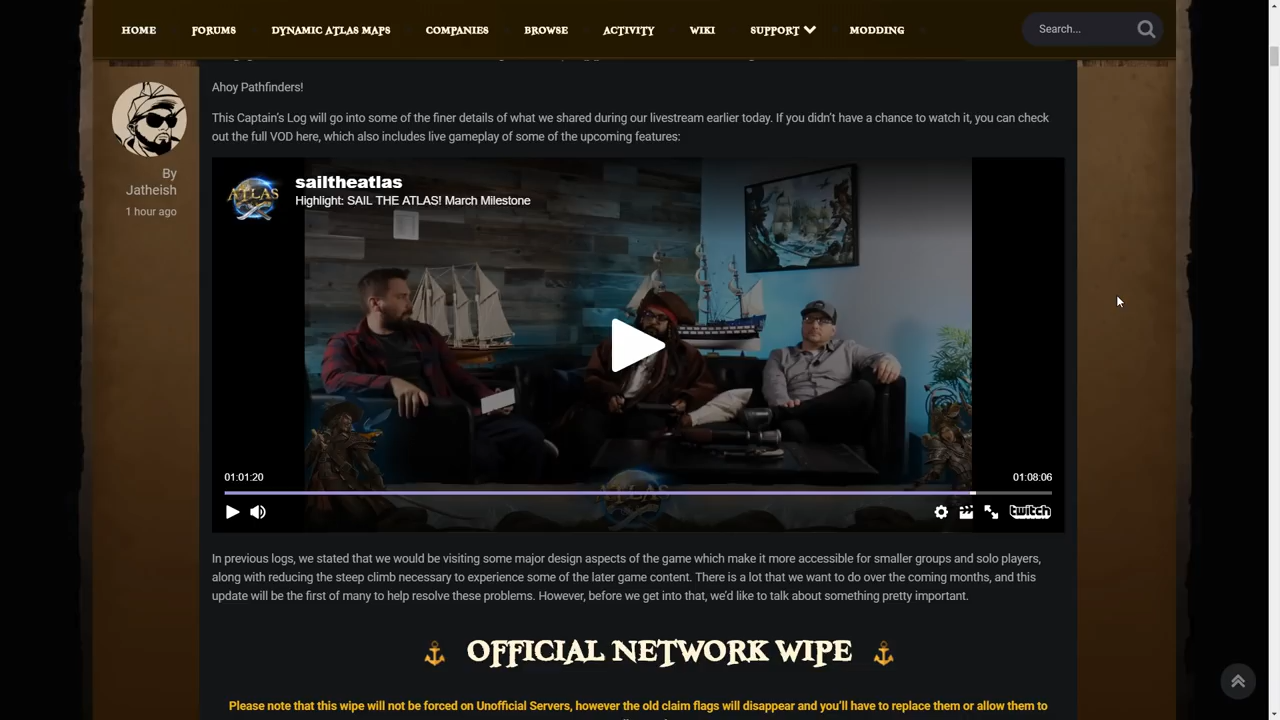 HOME FORUMS DYNAMIC ATLAS MAPS COMPANIES BROWSE ACTIVITY WIKI SUPPORT MODDING Search...
Ahoy Pathfinders!
This Captain's Log will go into some of the finer details of what we shared during our livestream earlier today. If you didn't have a chance to watch it, you can check
out the full VOD here, which also includes live gameplay of some of the upcoming features:
By
Jatheish
1 hour ago
ATLAS
sailtheatlas
Highlight: SAIL THE ATLAS! March Milestone
ATLAS
01:01:20 01:08:06
twitch
In previous logs, we stated that we would be visiting some major design aspects of the game which make it more accessible for smaller groups and solo players,
along with reducing the steep climb necessary to experience some of the later game content. There is a lot that we want to do over the coming months, and this
update will be the first of many to help resolve these problems. However, before we get into that, we'd like to talk about something pretty important.
OFFICIAL NETWORK WIPE
Please note that this wipe will not be forced on Unofficial Servers, however the old claim flags will disappear and you'll have to replace them or allow them to